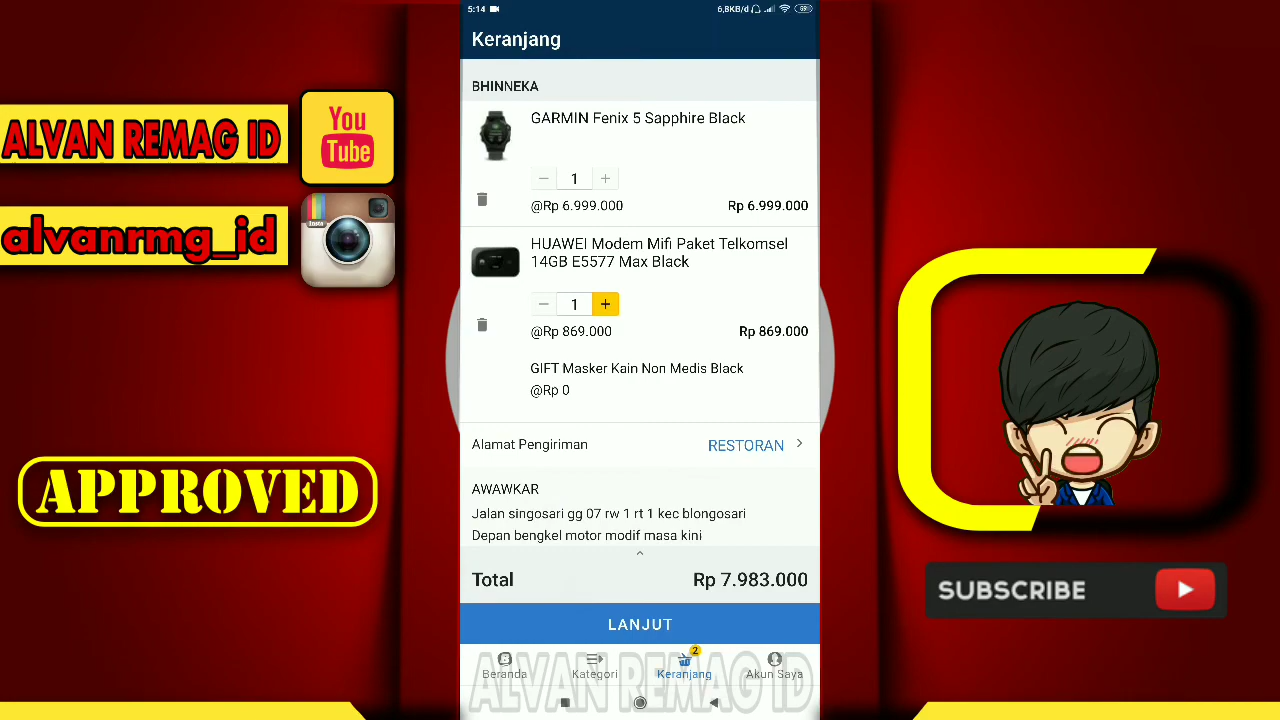 5:14
6,8KB/d
Keranjang
BHINNEKA
GARMIN Fenix 5 Sapphire Black
− 1 +
@Rp 6.999.000 Rp 6.999.000
HUAWEI Modem Mifi Paket Telkomsel
14GB E5577 Max Black
− 1 +
@Rp 869.000 Rp 869.000
GIFT Masker Kain Non Medis Black
@Rp 0
Alamat Pengiriman RESTORAN
AWAWKAR
Jalan singosari gg 07 rw 1 rt 1 kec blongosari
Depan bengkel motor modif masa kini
Total Rp 7.983.000
LANJUT
2
Beranda Kategori Keranjang Akun Saya
ALVAN REMAG ID
ALVAN REMAG ID
You
Tube
alvanrmg_id
Insta
APPROVED
SUBSCRIBE